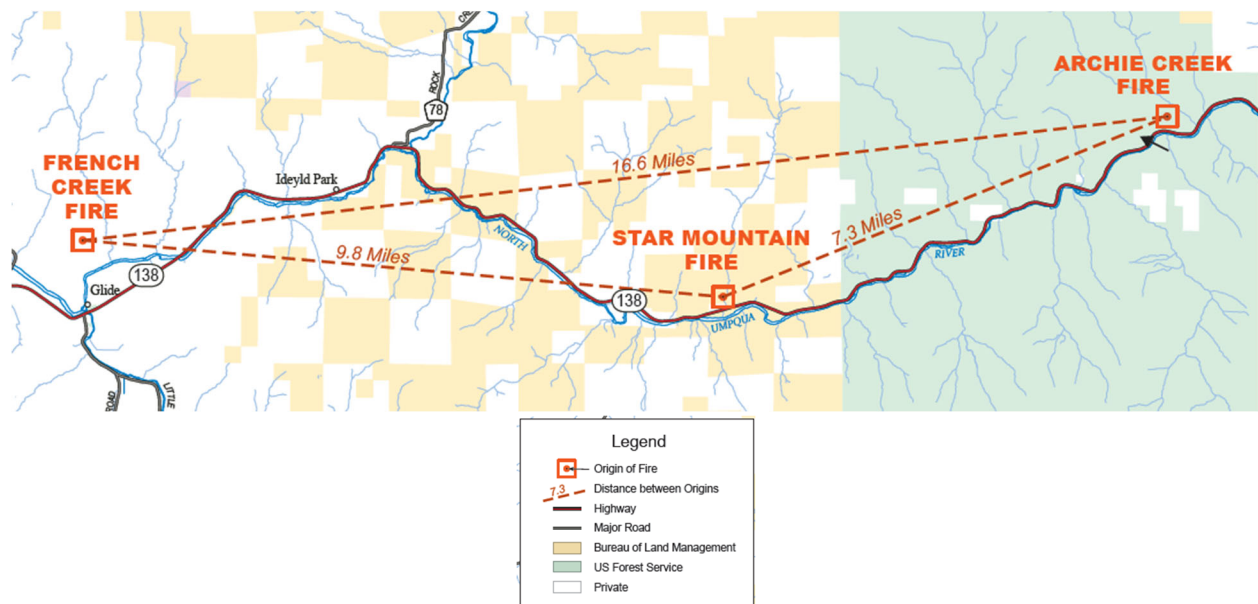 CRE
ROCK
78
ARCHIE CREEK
FIRE
16.6 Miles
FRENCH
CREEK
FIRE
Ideyld Park
NORTH
STAR MOUNTAIN
FIRE
7.3 Miles
9.8 Miles
RIVER
138
Glide
138
UMPQUA
ROAD
LITTLE
Legend
Origin of Fire
7.3
Distance between Origins
Highway
Major Road
Bureau of Land Management
US Forest Service
Private